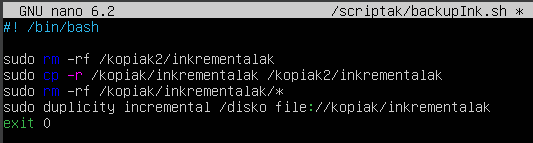 GNU nano 6.2 /scriptak/backupInk.sh *
#! /bin/bash
sudo rm -rf /kopiak2/inkrementalak
sudo cp -r /kopiak/inkrementalak /kopiak2/inkrementalak
sudo rm -rf /kopiak/inkrementalak/*
sudo duplicity incremental /disko file://kopiak/inkrementalak
exit 0